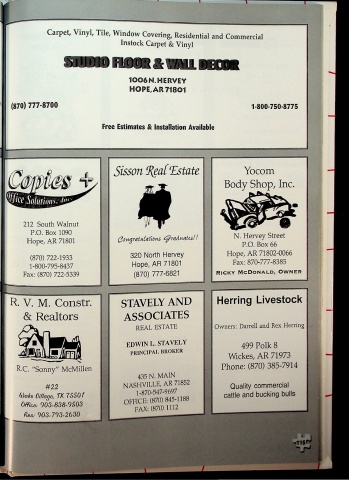 Carpet, Vinyl, Tile, Window Covering, Residential and Commercial
Instock Carpet & Vinyl
STUDIO FLOOR & WALL DECOR
1006 N. HERVEY
HOPE, AR 71801
(870) 777-8700
1-800-750-8775
Free Estimates & Installation Available
Copies +
Office Solutions, Inc.
212 South Walnut
P.O. Box 1090
Hope, AR 71801
(870) 722-1933
1-800-795-8437
Fax: (870) 722-5339
Sisson Real Estate
Congratulations Graduates!!
320 North Hervey
Hope, AR 71801
(870) 777-6821
Yocom
Body Shop, Inc.
N. Hervey Street
P.O. Box 66
Hope, AR 71802-0066
Fax: 870-777-8385
RICKY MCDONALD, OWNER
R. V. M. Constr.
& Realtors
R.C. "Sonny" McMillen
#22
Wake Village, TX 75501
Office: 903-838-9503
Fax: 903-793-2630
STAVELY AND
ASSOCIATES
REAL ESTATE
EDWIN L. STAVELY
PRINCIPAL BROKER
435 N. MAIN
NASHVILLE, AR 71852
1-870-547-9697
OFFICE: (870) 845-1188
FAX: (870) 1112
Herring Livestock
Owners: Darrell and Rex Herring
499 Polk 8
Wickes, AR 71973
Phone: (870) 385-7914
Quality commercial
cattle and bucking bulls